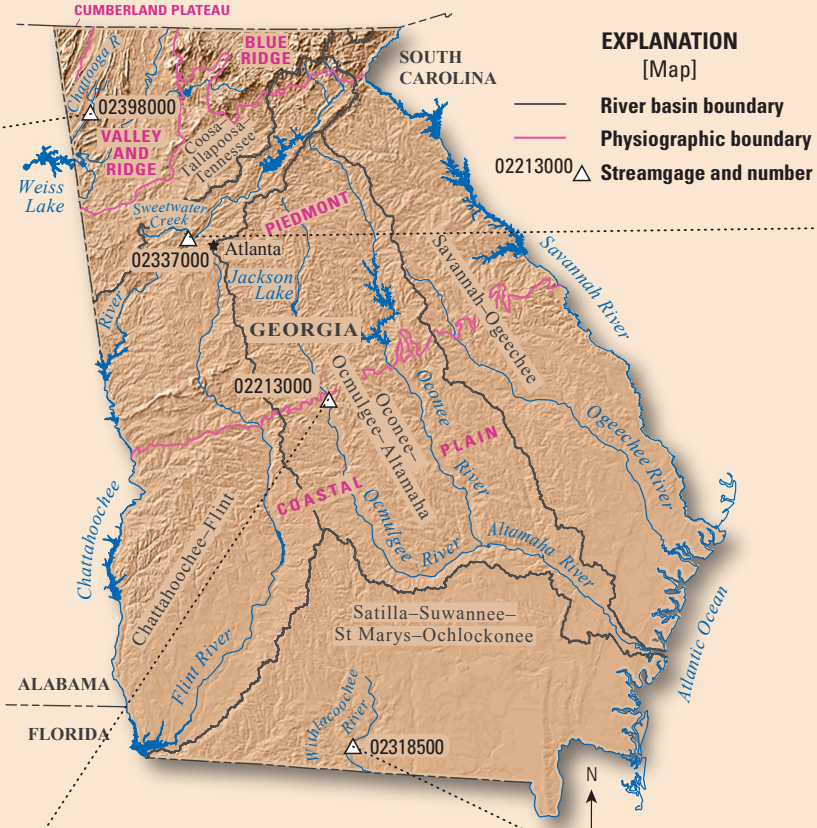 CUMBERLAND PLATEAU
Chattooga R
BLUE
RIDGE
SOUTH
CAROLINA
EXPLANATION
[Map]
River basin boundary
Physiographic boundary
02213000 Streamgage and number
02398000
VALLEY
AND
RIDGE
Coosa
Tallapoosa
Tennessee
Weiss
Lake
Sweetwater
Creek
PIEDMONT
02337000
Atlanta
Jackson
Lake
Savannah–Ogeechee
Savannah River
River
GEORGIA
02213000
Ocmulgee–Altamaha
Oconee–
Oconee
River
Ogeechee River
COASTAL
PLAIN
Chattahoochee
Chattahoochee–Flint
Ocmulgee River
Altamaha River
Satilla–Suwannee–
St Marys–Ochlockonee
Flint River
Atlantic Ocean
ALABAMA
FLORIDA
Withlacoochee
River
02318500
N